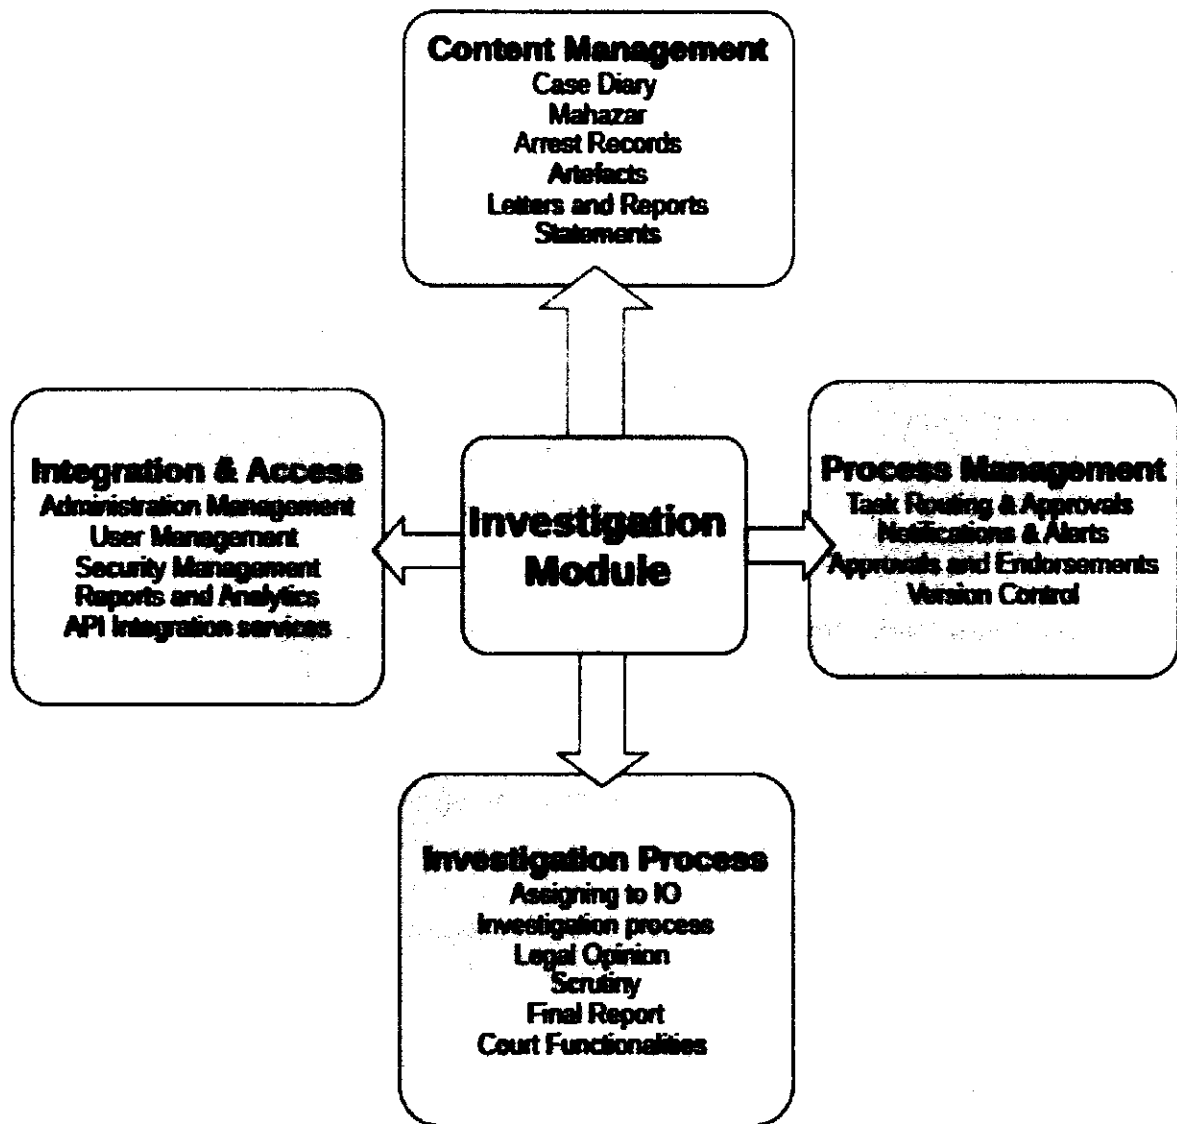 Content Management
Case Diary
Mahazar
Arrest Records
Artefacts
Letters and Reports
Statements
Integration & Access
Administration Management
User Management
Security Management
Reports and Analytics
API Integration services
Investigation
Module
Process Management
Task Routing & Approvals
Notifications & Alerts
Approvals and Endorsements
Version Control
Investigation Process
Assigning to IO
Investigation process
Legal Opinion
Scrutiny
Final Report
Court Functionalities